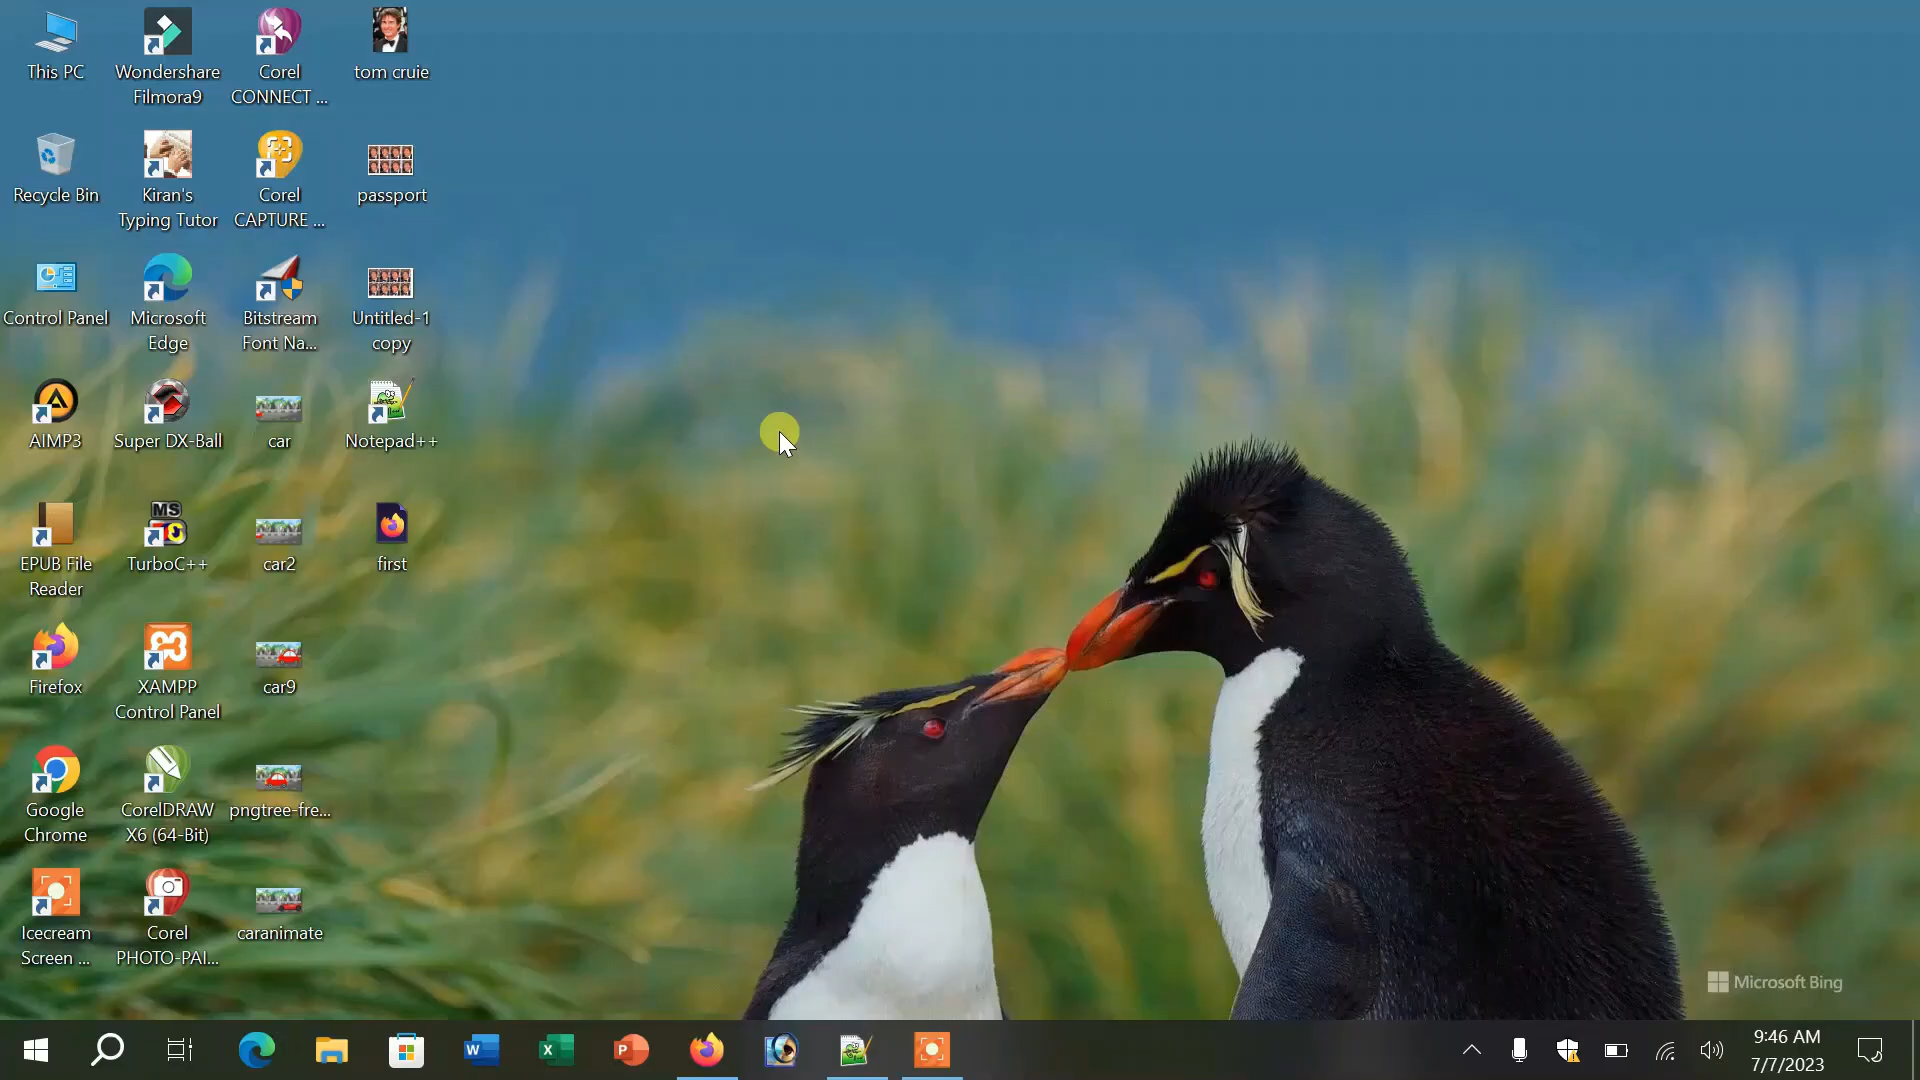 This PC
Wondershare
Filmora9
Corel
CONNECT ...
tom cruie
Recycle Bin
Kiran's
Typing Tutor
Corel
CAPTURE ...
passport
Control Panel
Microsoft
Edge
Bitstream
Font Na...
Untitled-1
copy
AIMP3
Super DX-Ball
car
Notepad++
EPUB File
Reader
MS
TurboC++
car2
first
Firefox
XAMPP
Control Panel
car9
Google
Chrome
CorelDRAW
X6 (64-Bit)
pngtree-fre...
Icecream
Screen ...
Corel
PHOTO-PAI...
caranimate
Microsoft Bing
W
X
P
9:46 AM
7/7/2023